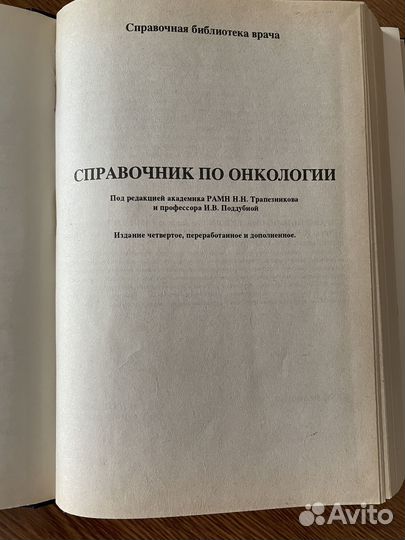 Справочная библиотека врача
СПРАВОЧНИК ПО ОНКОЛОГИИ
Под редакцией академика РАМН Н.Н. Трапезникова
и профессора И.В. Поддубной
Издание четвертое, переработанное и дополненное.
Avito